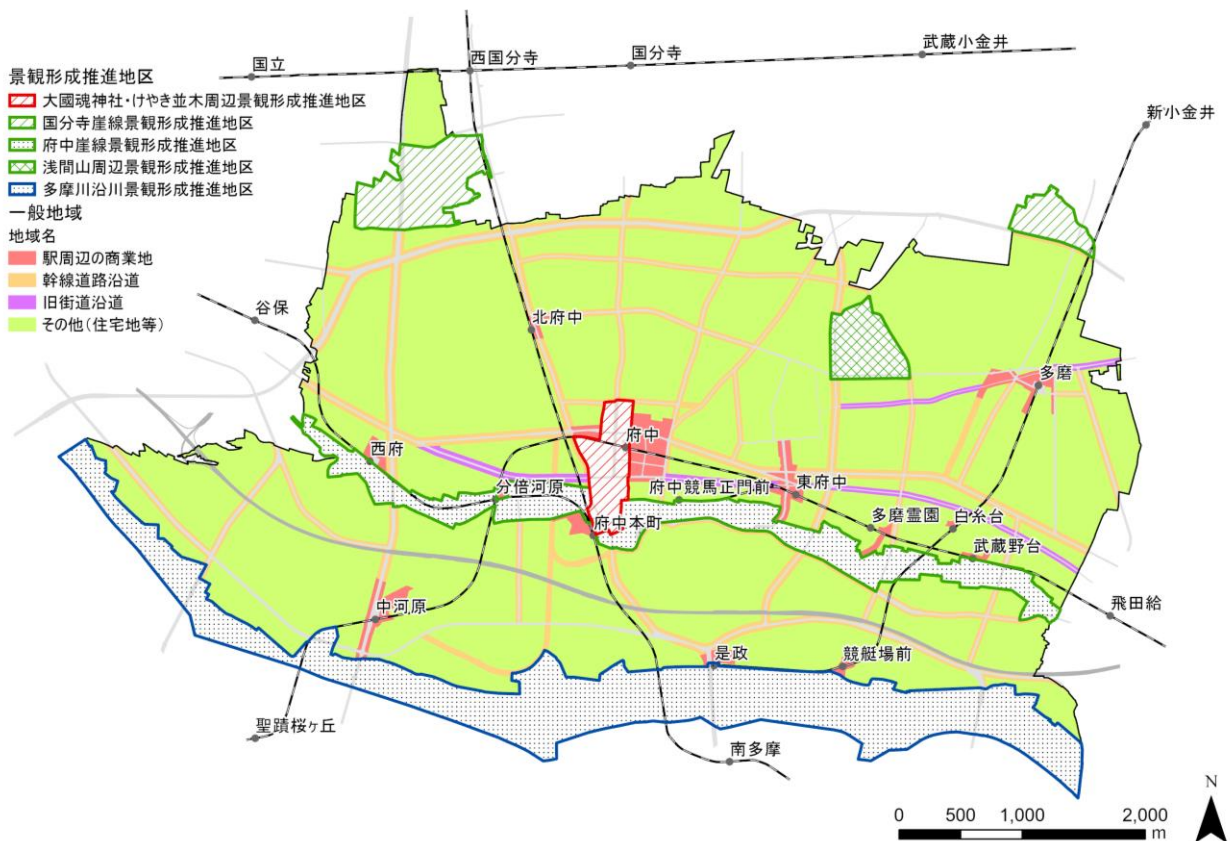 景観形成推進地区
大國魂神社・けやき並木周辺景観形成推進地区
国分寺崖線景観形成推進地区
府中崖線景観形成推進地区
浅間山周辺景観形成推進地区
多摩川沿川景観形成推進地区
一般地域
地域名
駅周辺の商業地
幹線道路沿道
旧街道沿道
その他(住宅地等)
国立
西国分寺
国分寺
武蔵小金井
新小金井
谷保
北府中
多磨
西府
府中
分倍河原
府中競馬正門前
東府中
府中本町
多磨霊園
白糸台
武蔵野台
飛田給
中河原
是政
競艇場前
聖蹟桜ヶ丘
南多摩
N
0 500 1,000 2,000
m